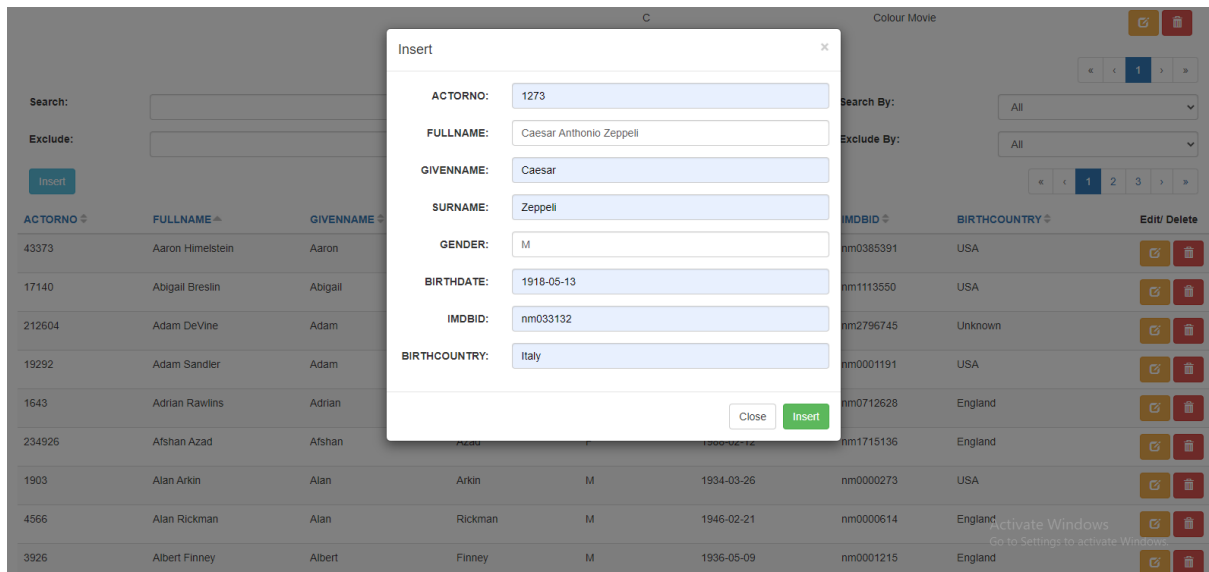 C Colour Movie
Insert ×
« ‹ 1 › »
ACTORNO: 1273
Search: Search By: All
FULLNAME: Caesar Anthonio Zeppeli
Exclude: Exclude By: All
GIVENNAME: Caesar
Insert « ‹ 1 2 3 › »
SURNAME: Zeppeli
ACTORNO FULLNAME GIVENNAME IMDBID BIRTHCOUNTRY Edit/ Delete
GENDER: M
43373 Aaron Himelstein Aaron nm0385391 USA
BIRTHDATE: 1918-05-13
17140 Abigail Breslin Abigail nm1113550 USA
IMDBID: nm033132
212604 Adam DeVine Adam nm2796745 Unknown
BIRTHCOUNTRY: Italy
19292 Adam Sandler Adam nm0001191 USA
1643 Adrian Rawlins Adrian nm0712628 England
Close Insert
234926 Afshan Azad Afshan Azad nm1715136 England
1903 Alan Arkin Alan Arkin M 1934-03-26 nm0000273 USA
4566 Alan Rickman Alan Rickman M 1946-02-21 nm0000614 England
Activate Windows
Go to Settings to activate Windows.
3926 Albert Finney Albert Finney M 1936-05-09 nm0001215 England